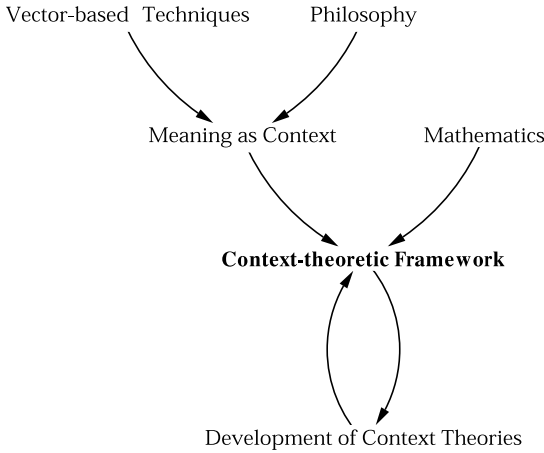 Vector-based Techniques Philosophy
Meaning as Context Mathematics
Context-theoretic Framework
Development of Context Theories